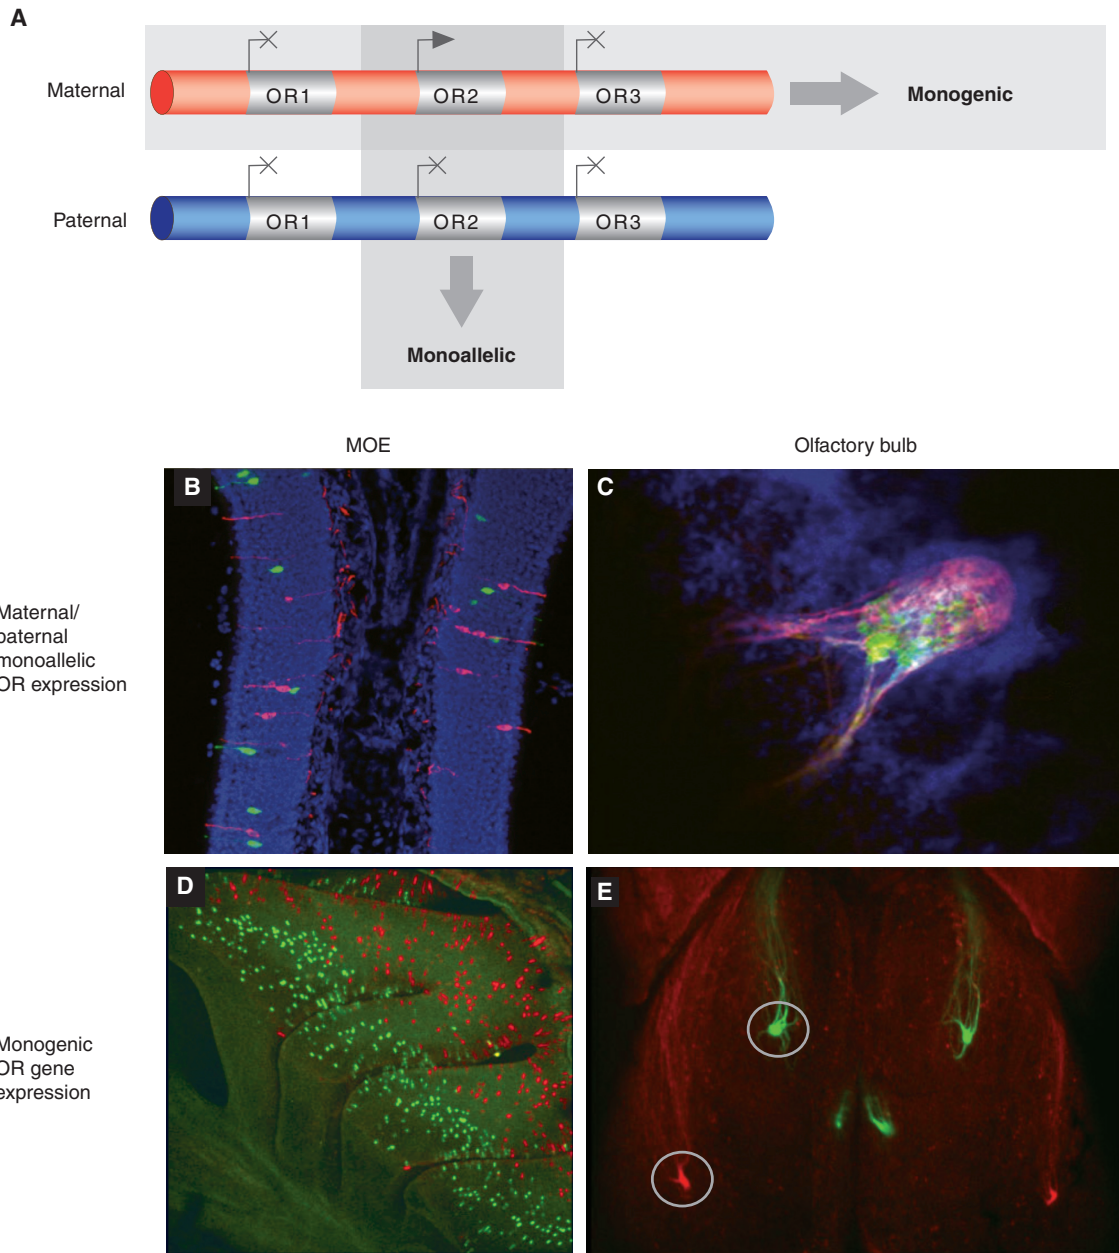 A
Maternal
OR1
OR2
OR3
Monogenic
Paternal
OR1
OR2
OR3
Monoallelic
MOE
Olfactory bulb
B
C
Maternal/
paternal
monoallelic
OR expression
D
E
Monogenic
OR gene
expression